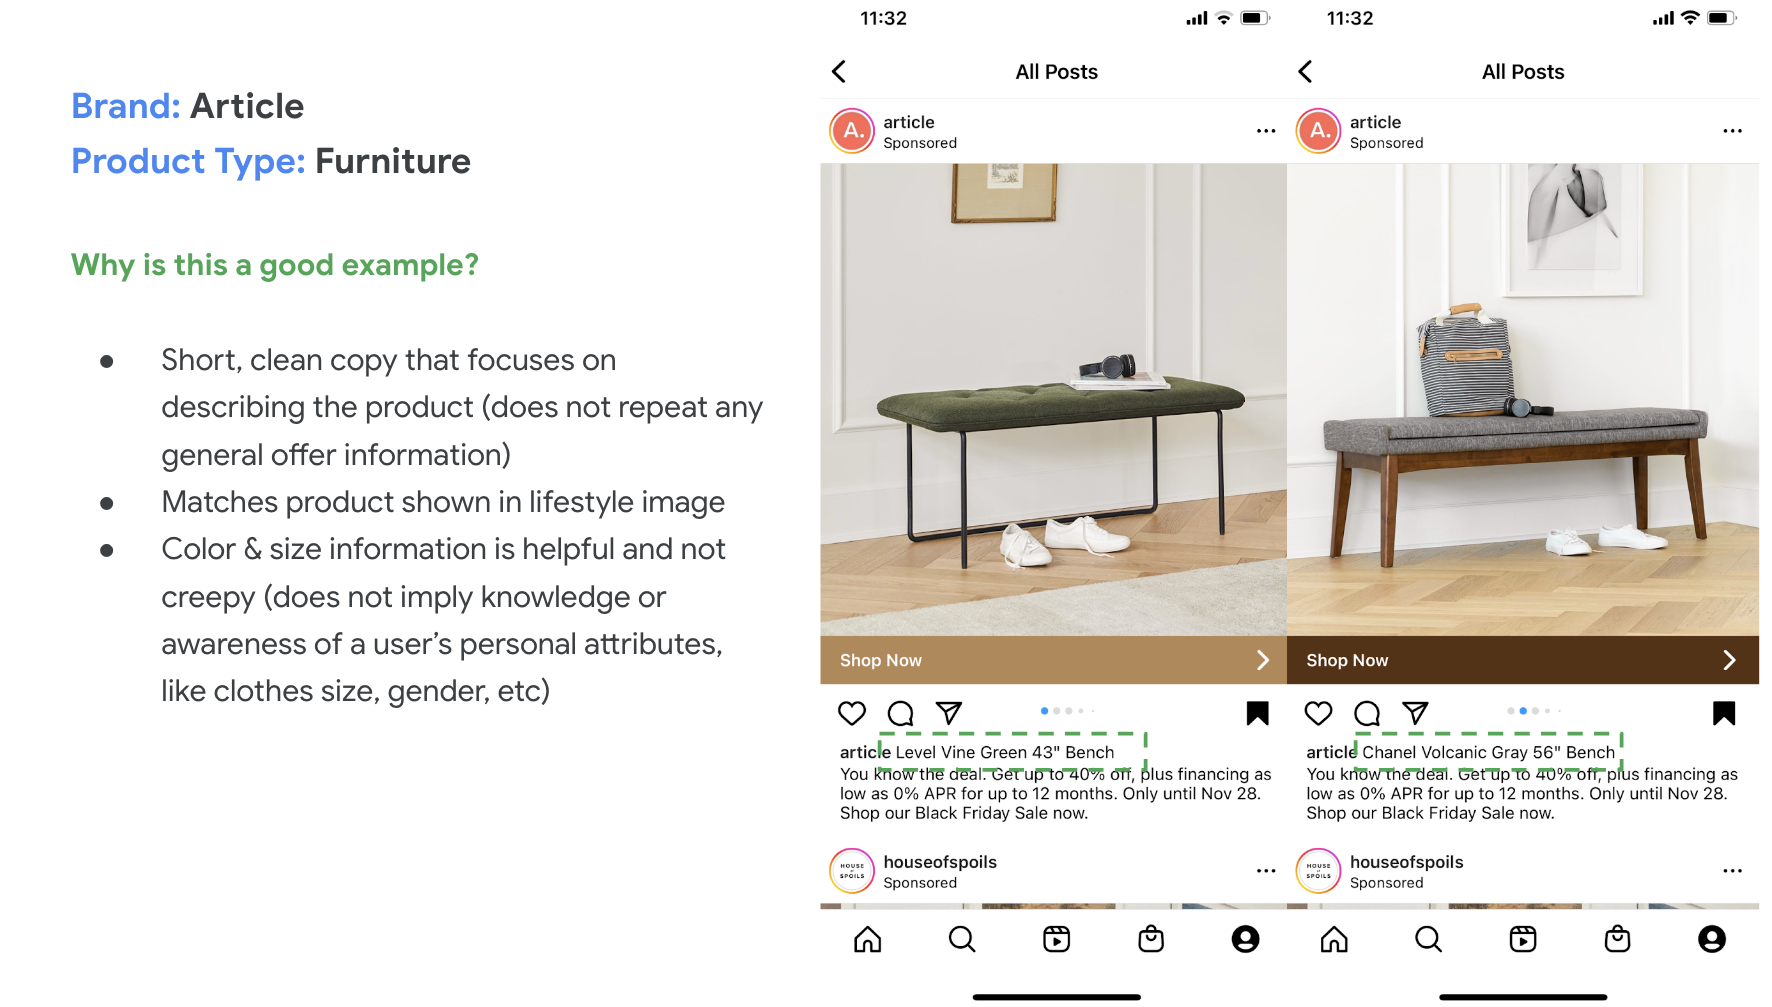 Brand: Article
Product Type: Furniture
Why is this a good example?
● Short, clean copy that focuses on
describing the product (does not repeat any
general offer information)
● Matches product shown in lifestyle image
● Color & size information is helpful and not
creepy (does not imply knowledge or
awareness of a user’s personal attributes,
like clothes size, gender, etc)
11:32
All Posts
A.
article
Sponsored
Shop Now
article Level Vine Green 43" Bench
You know the deal. Get up to 40% off, plus financing as
low as 0% APR for up to 12 months. Only until Nov 28.
Shop our Black Friday Sale now.
HOUSE
of
SPOILS
houseofspoils
Sponsored
11:32
All Posts
A.
article
Sponsored
Shop Now
article Chanel Volcanic Gray 56" Bench
You know the deal. Get up to 40% off, plus financing as
low as 0% APR for up to 12 months. Only until Nov 28.
Shop our Black Friday Sale now.
HOUSE
of
SPOILS
houseofspoils
Sponsored